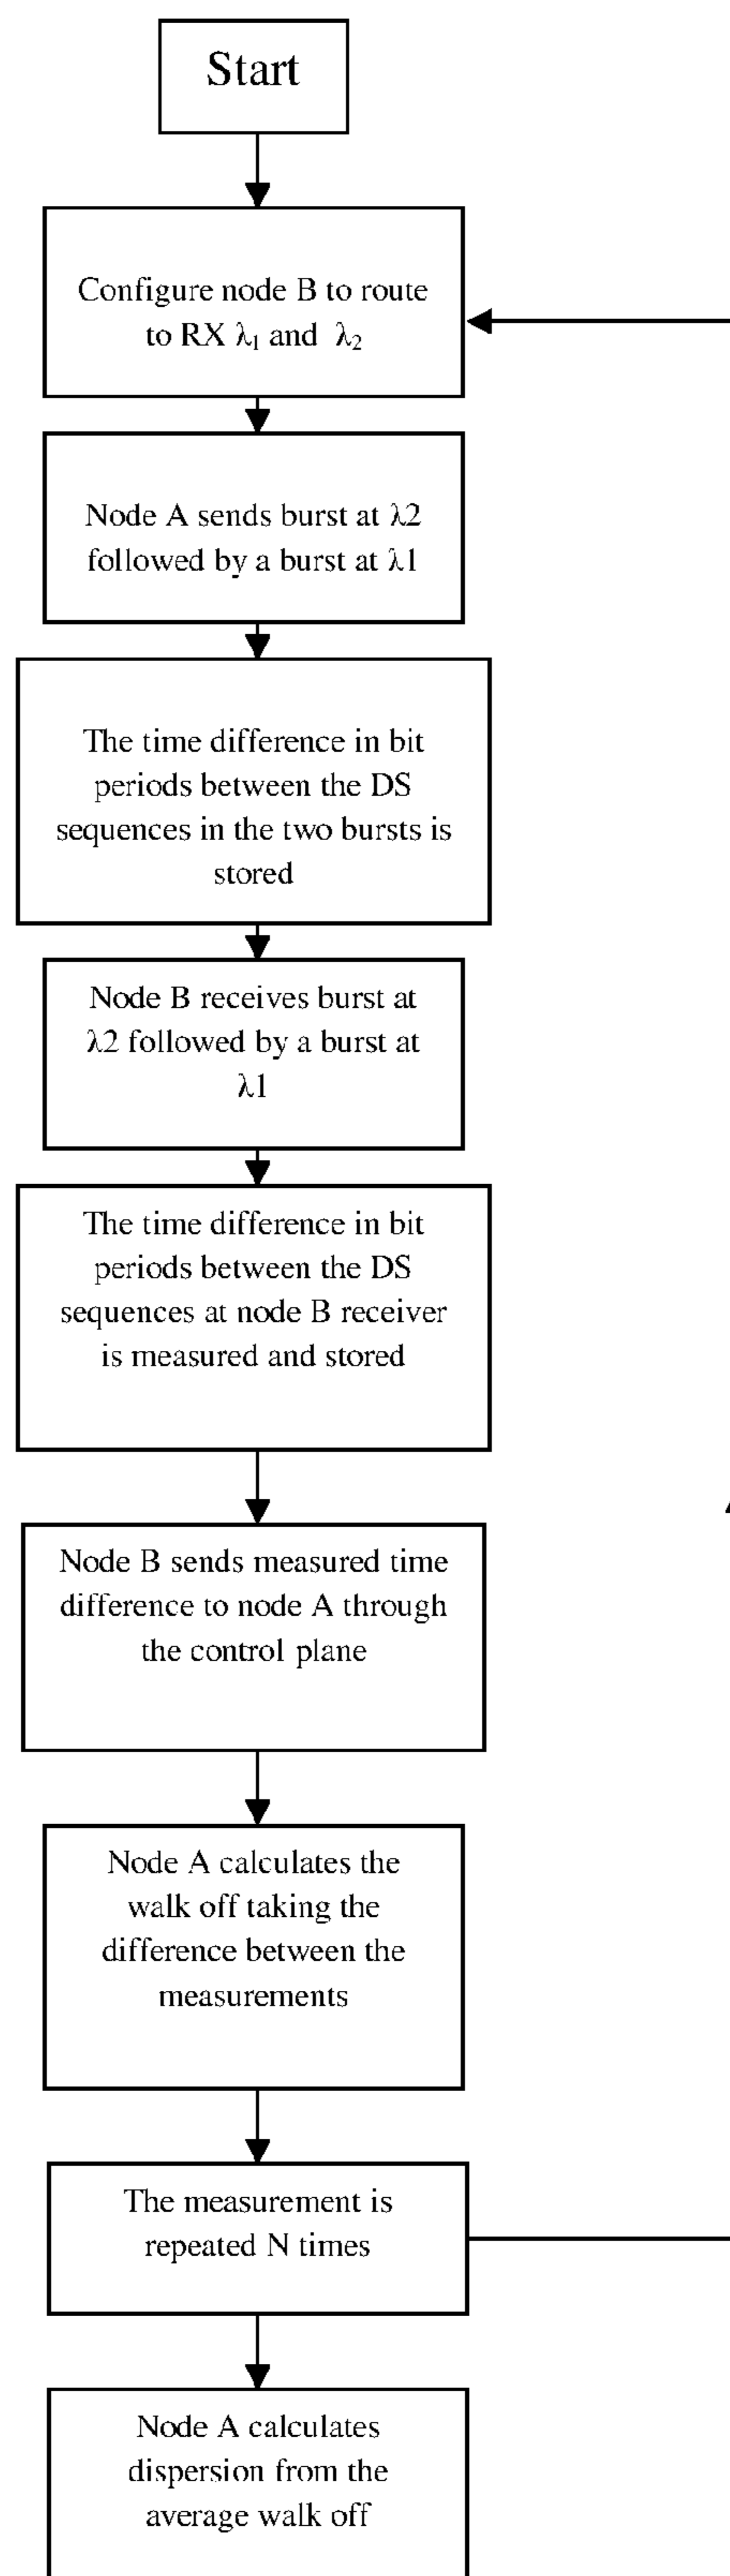 Start
Configure node B to route
to RX λ₁ and λ₂
Node A sends burst at λ2
followed by a burst at λ1
The time difference in bit
periods between the DS
sequences in the two bursts is
stored
Node B receives burst at
λ2 followed by a burst at
λ1
The time difference in bit
periods between the DS
sequences at node B receiver
is measured and stored
Node B sends measured time
difference to node A through
the control plane
Node A calculates the
walk off taking the
difference between the
measurements
The measurement is
repeated N times
Node A calculates
dispersion from the
average walk off